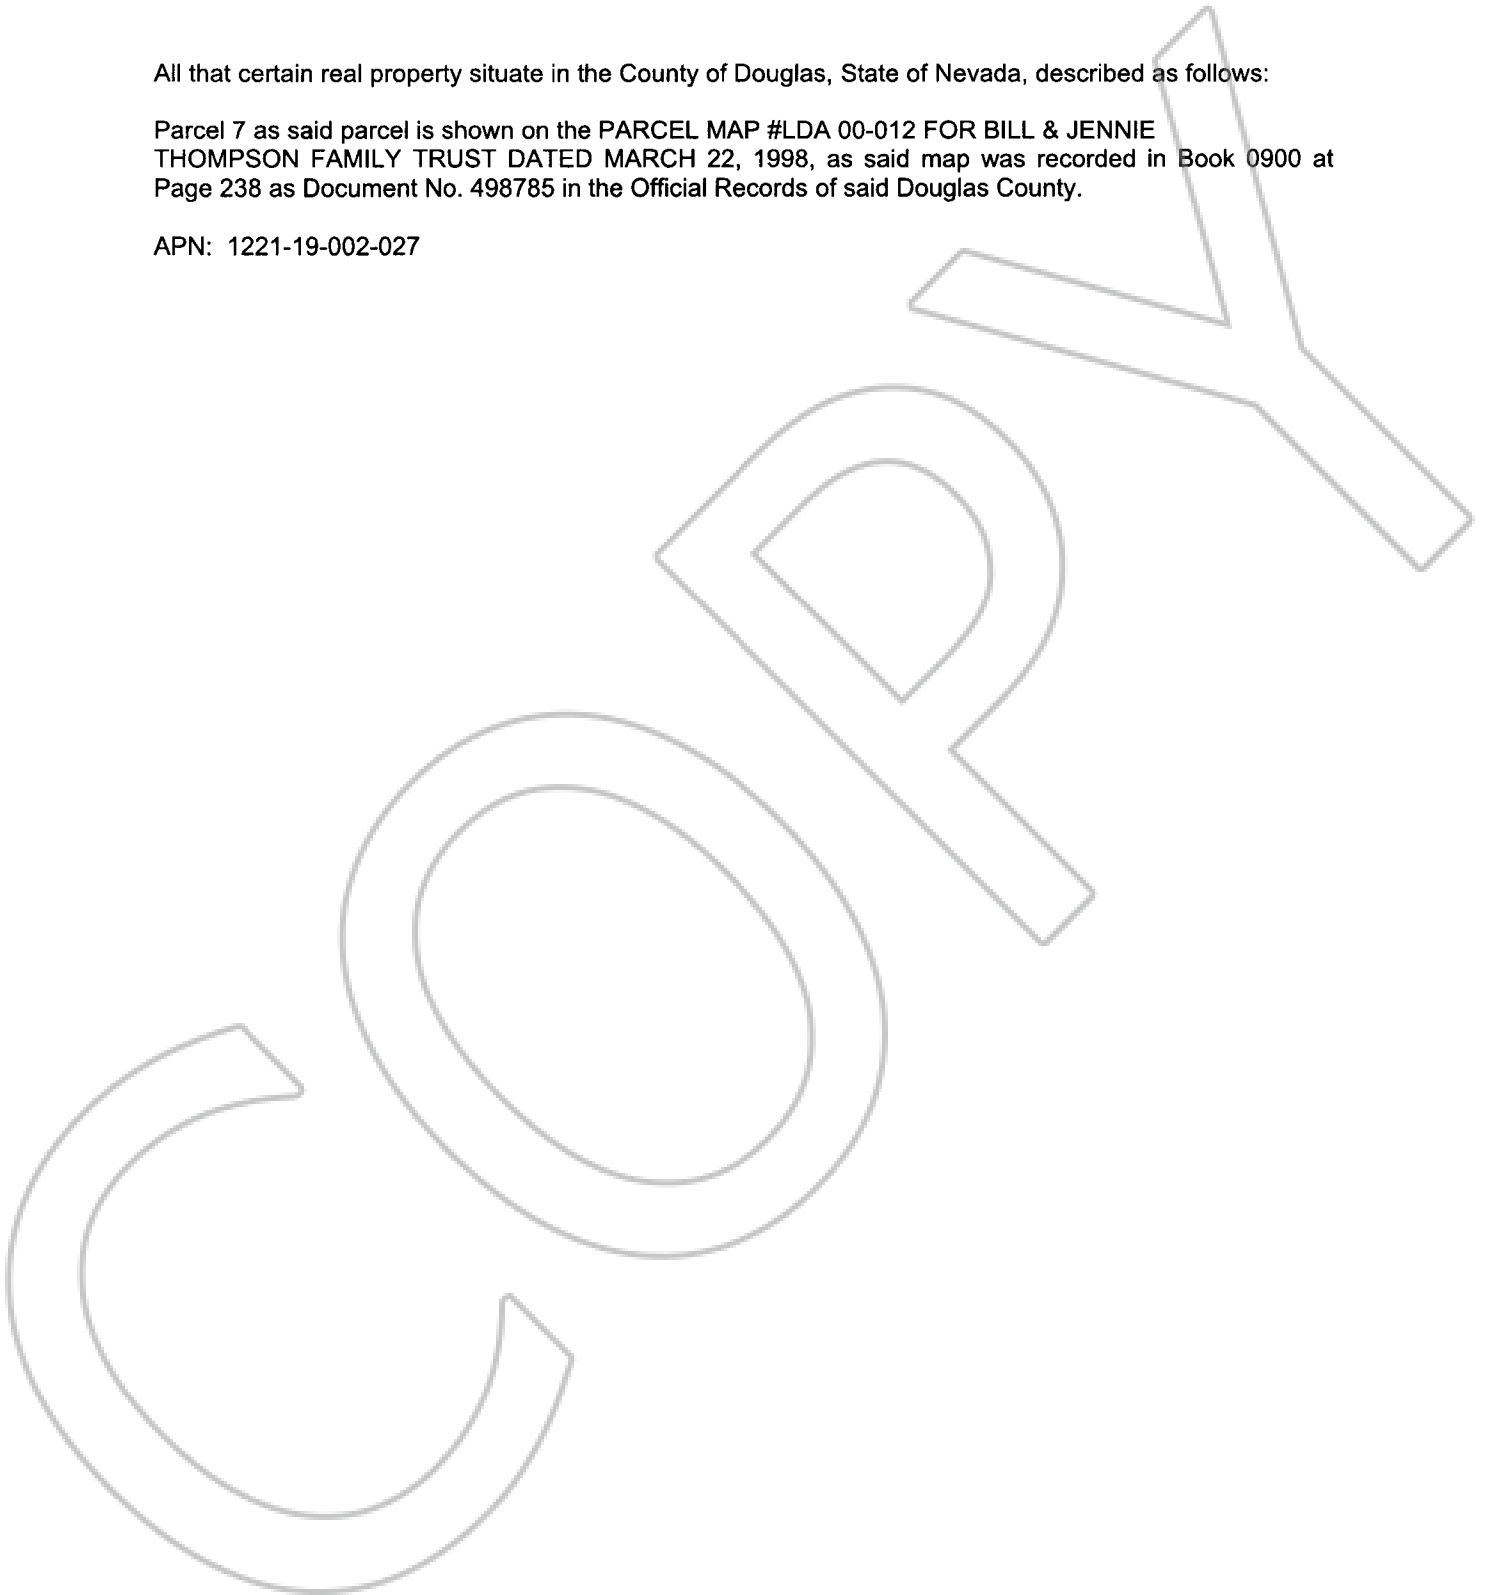 All that certain real property situate in the County of Douglas, State of Nevada, described as follows:
Parcel 7 as said parcel is shown on the PARCEL MAP #LDA 00-012 FOR BILL & JENNIE
THOMPSON FAMILY TRUST DATED MARCH 22, 1998, as said map was recorded in Book 0900 at
Page 238 as Document No. 498785 in the Official Records of said Douglas County.
APN: 1221-19-002-027
COPY